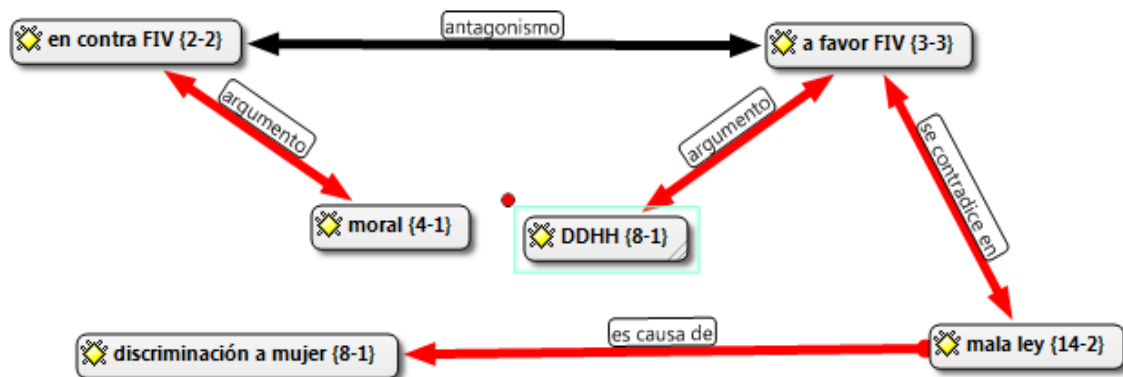 antagonismo
en contra FIV {2-2}
a favor FIV {3-3}
argumento
argumento
se contradice en
moral {4-1}
DDHH {8-1}
es causa de
discriminación a mujer {8-1}
mala ley {14-2}